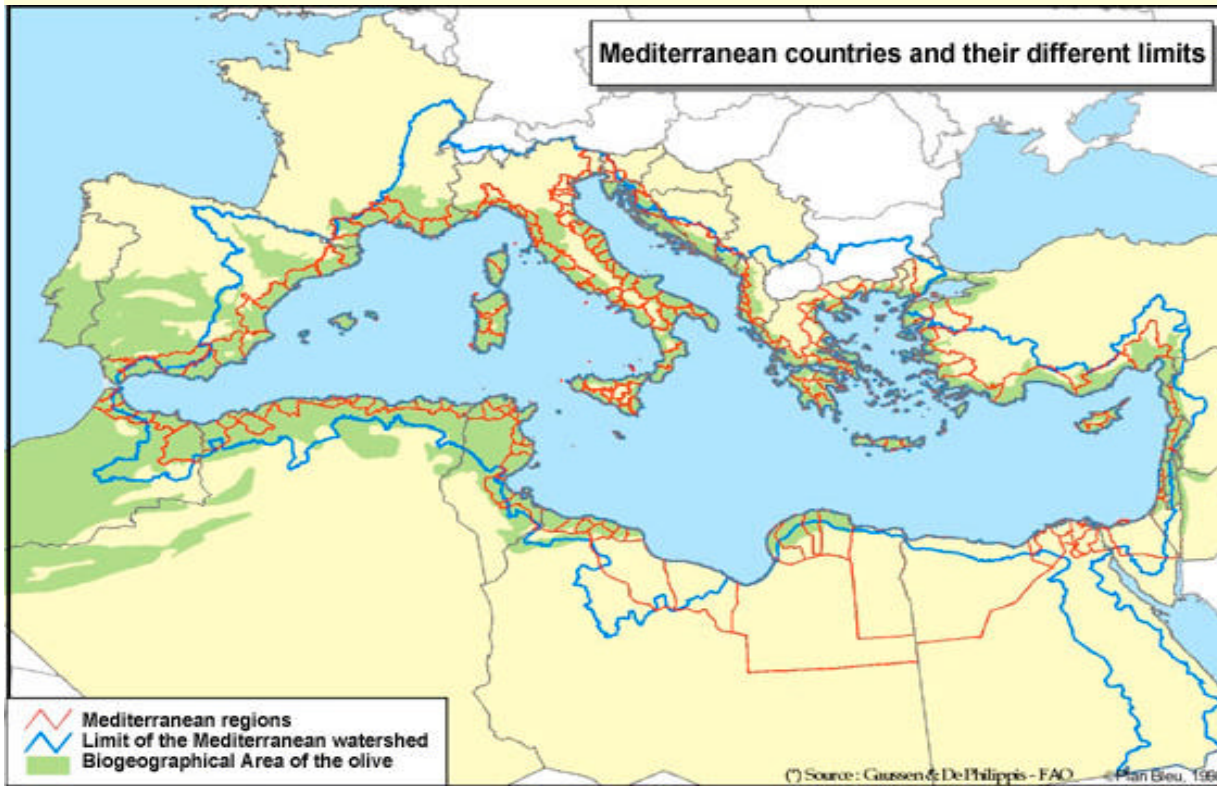 Mediterranean countries and their different limits
Mediterranean regions
Limit of the Mediterranean watershed
Biogeographical Area of the olive
(*) Source : Gaussen & De Philippis - FAO
©Plan Bleu,